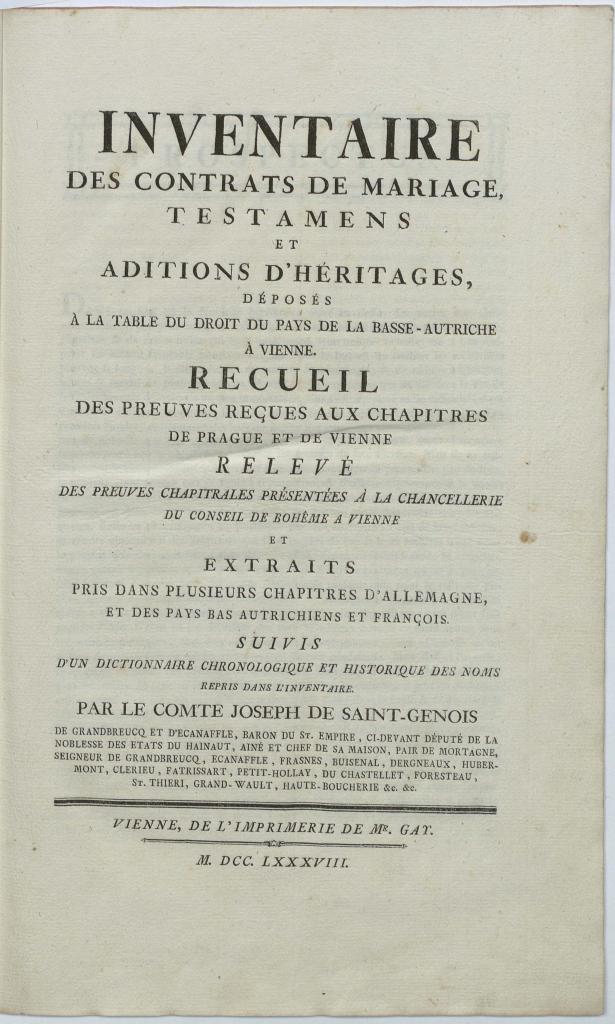 INVENTAIRE
DES CONTRATS DE MARIAGE,
TESTAMENS
ET
ADITIONS D'HÉRITAGES,
DÉPOSÉS
À LA TABLE DU DROIT DU PAYS DE LA BASSE-AUTRICHE
À VIENNE.
RECUEIL
DES PREUVES REÇUES AUX CHAPITRES
DE PRAGUE ET DE VIENNE
RELEVÉ
DES PREUVES CHAPITRALES PRÉSENTÉES À LA CHANCELLERIE
DU CONSEIL DE BOHÊME A VIENNE
ET
EXTRAITS
PRIS DANS PLUSIEURS CHAPITRES D'ALLEMAGNE,
ET DES PAYS BAS AUTRICHIENS ET FRANÇOIS.
SUIVIS
D'UN DICTIONNAIRE CHRONOLOGIQUE ET HISTORIQUE DES NOMS
REPRIS DANS L'INVENTAIRE.
PAR LE COMTE JOSEPH DE SAINT-GENOIS
DE GRANDBREUCQ ET D'ECANAFFLE, BARON DU ST. EMPIRE, CI-DEVANT DÉPUTÉ DE LA
NOBLESSE DES ETATS DU HAINAUT, AINÉ ET CHEF DE SA MAISON, PAIR DE MORTAGNE,
SEIGNEUR DE GRANDBREUCQ, ECANAFFLE, FRASNES, BUISENAL, DERGNEAUX, HUBER-
MONT, CLERIEU, FATRISSART, PETIT-HOLLAY, DU CHASTELLET, FORESTEAU,
ST. THIERI, GRAND-WAULT, HAUTE-BOUCHERIE &c. &c.
VIENNE, DE L'IMPRIMERIE DE MR. GAY.
M. DCC. LXXXVIII.